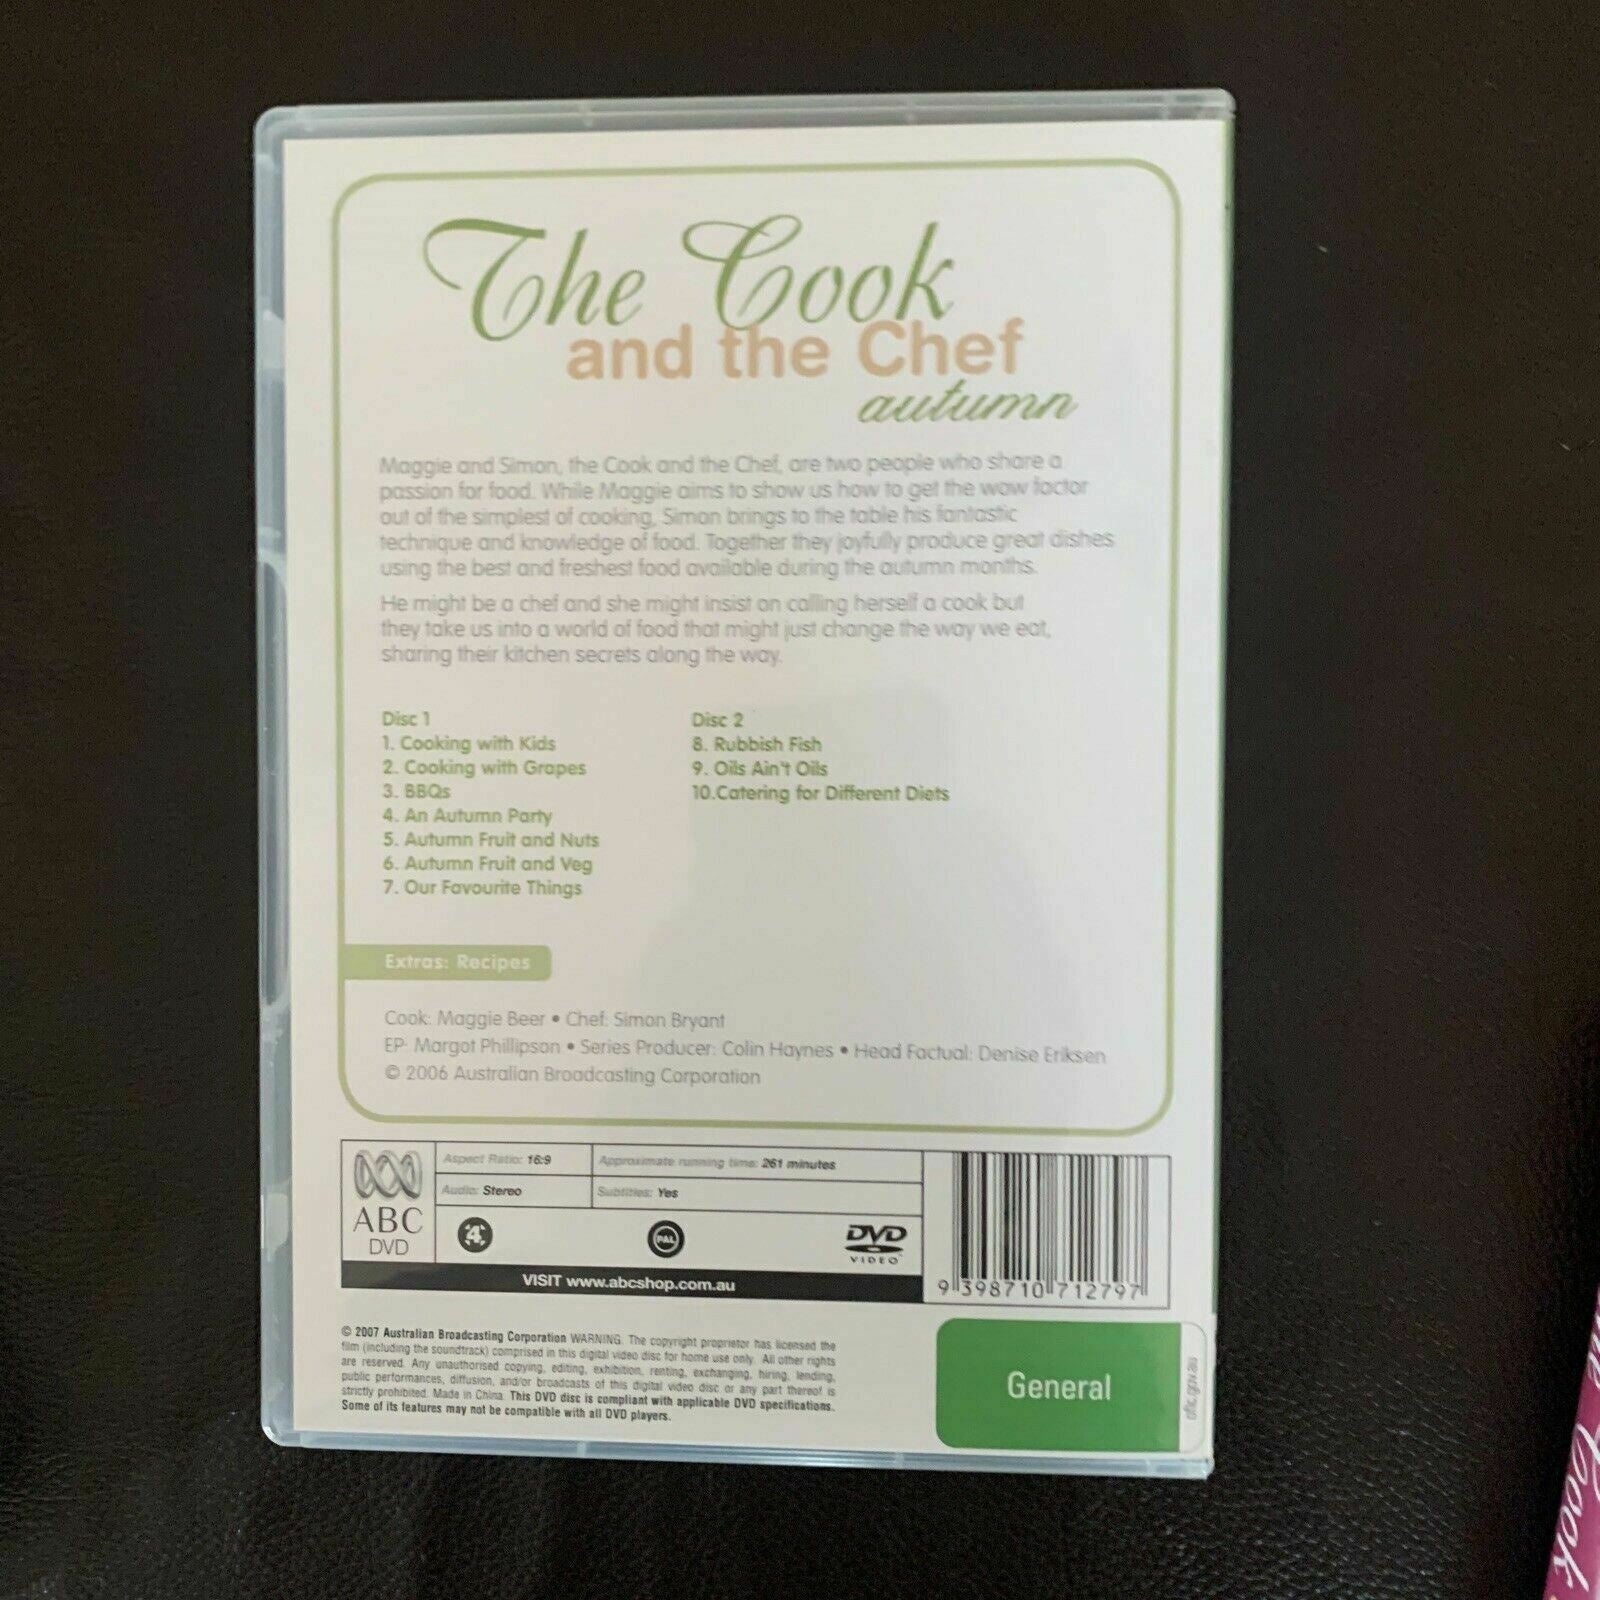 The Cook
and the Chef
autumn
Maggie and Simon, the Cook and the Chef, are two people who share a
passion for food. While Maggie aims to show us how to get the wow factor
out of the simplest of cooking, Simon brings to the table his fantastic
technique and knowledge of food. Together they joyfully produce great dishes
using the best and freshest food available during the autumn months.
He might be a chef and she might insist on calling herself a cook but
they take us into a world of food that might just change the way we eat,
sharing their kitchen secrets along the way.
Disc 1
1. Cooking with Kids
2. Cooking with Grapes
3. BBQs
4. An Autumn Party
5. Autumn Fruit and Nuts
6. Autumn Fruit and Veg
7. Our Favourite Things
Disc 2
8. Rubbish Fish
9. Oils Ain't Oils
10.Catering for Different Diets
Extras: Recipes
Cook: Maggie Beer • Chef: Simon Bryant
EP: Margot Phillipson • Series Producer: Colin Haynes • Head Factual: Denise Eriksen
© 2006 Australian Broadcasting Corporation
ABC
DVD
Aspect Ratio: 16:9
Approximate running time: 261 minutes
Audio: Stereo
Subtitles: Yes
4
PAL
DVD
VIDEO
VISIT www.abcshop.com.au
9 398710 712797
© 2007 Australian Broadcasting Corporation WARNING: The copyright proprietor has licensed the
film (including the soundtrack) comprised in this digital video disc for home use only. All other rights
are reserved. Any unauthorised copying, editing, exhibition, renting, exchanging, hiring, lending,
public performances, diffusion, and/or broadcasts of this digital video disc or any part thereof is
strictly prohibited. Made in China. This DVD disc is compliant with applicable DVD specifications.
Some of its features may not be compatible with all DVD players.
General
oflc.gov.au
Cook